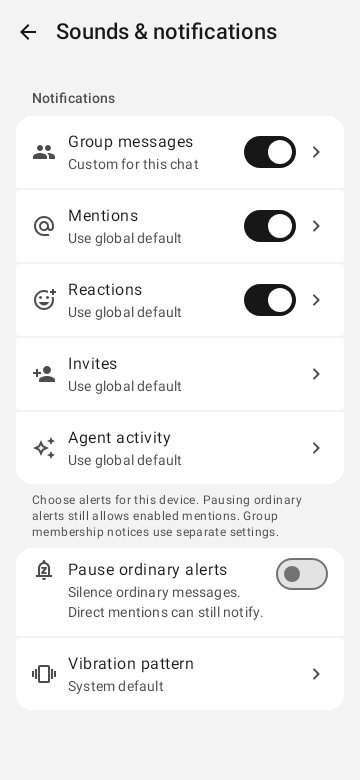 Sounds & notifications
Notifications
Group messages
Custom for this chat
Mentions
Use global default
Reactions
Use global default
Invites
Use global default
Agent activity
Use global default
Choose alerts for this device. Pausing ordinary
alerts still allows enabled mentions. Group
membership notices use separate settings.
Pause ordinary alerts
Silence ordinary messages.
Direct mentions can still notify.
Vibration pattern
System default